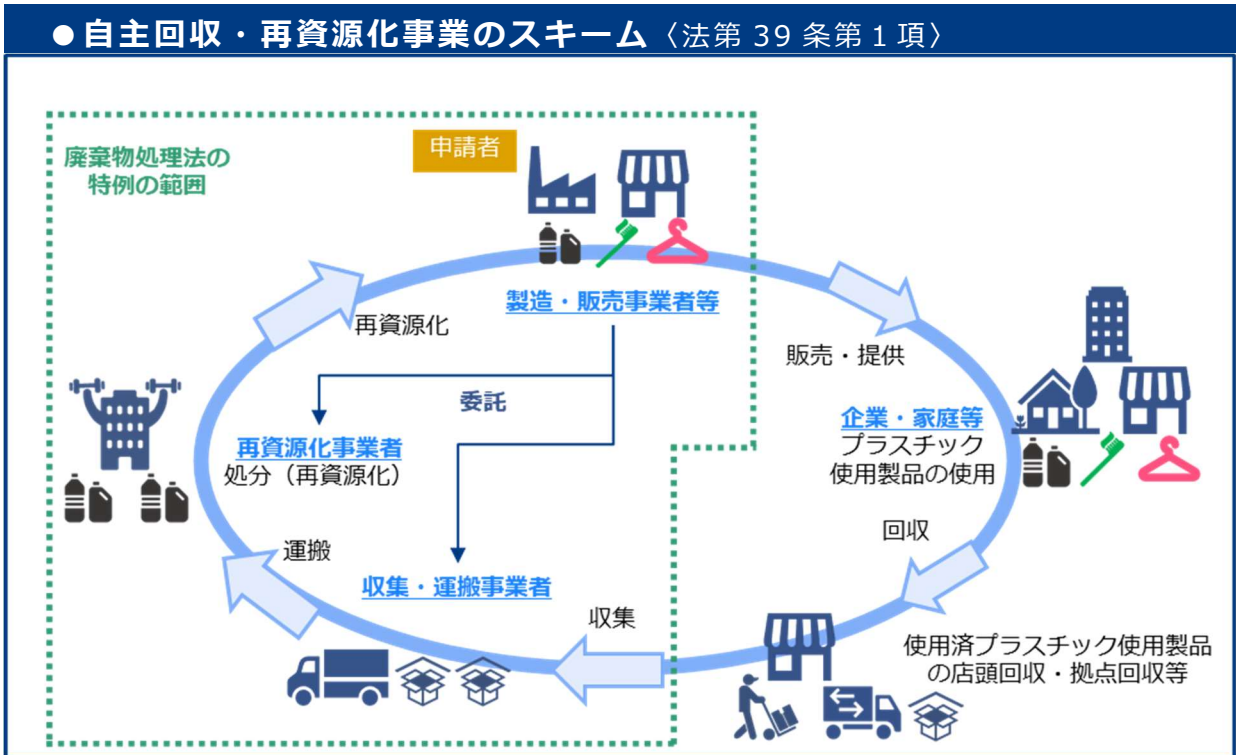 ●自主回収・再資源化事業のスキーム〈法第 39 条第１項〉
廃棄物処理法の
特例の範囲
申請者
製造・販売事業者等
再資源化
販売・提供
委託
企業・家庭等
プラスチック
使用製品の使用
再資源化事業者
処分（再資源化）
回収
運搬
収集・運搬事業者
収集
使用済プラスチック使用製品
の店頭回収・拠点回収等